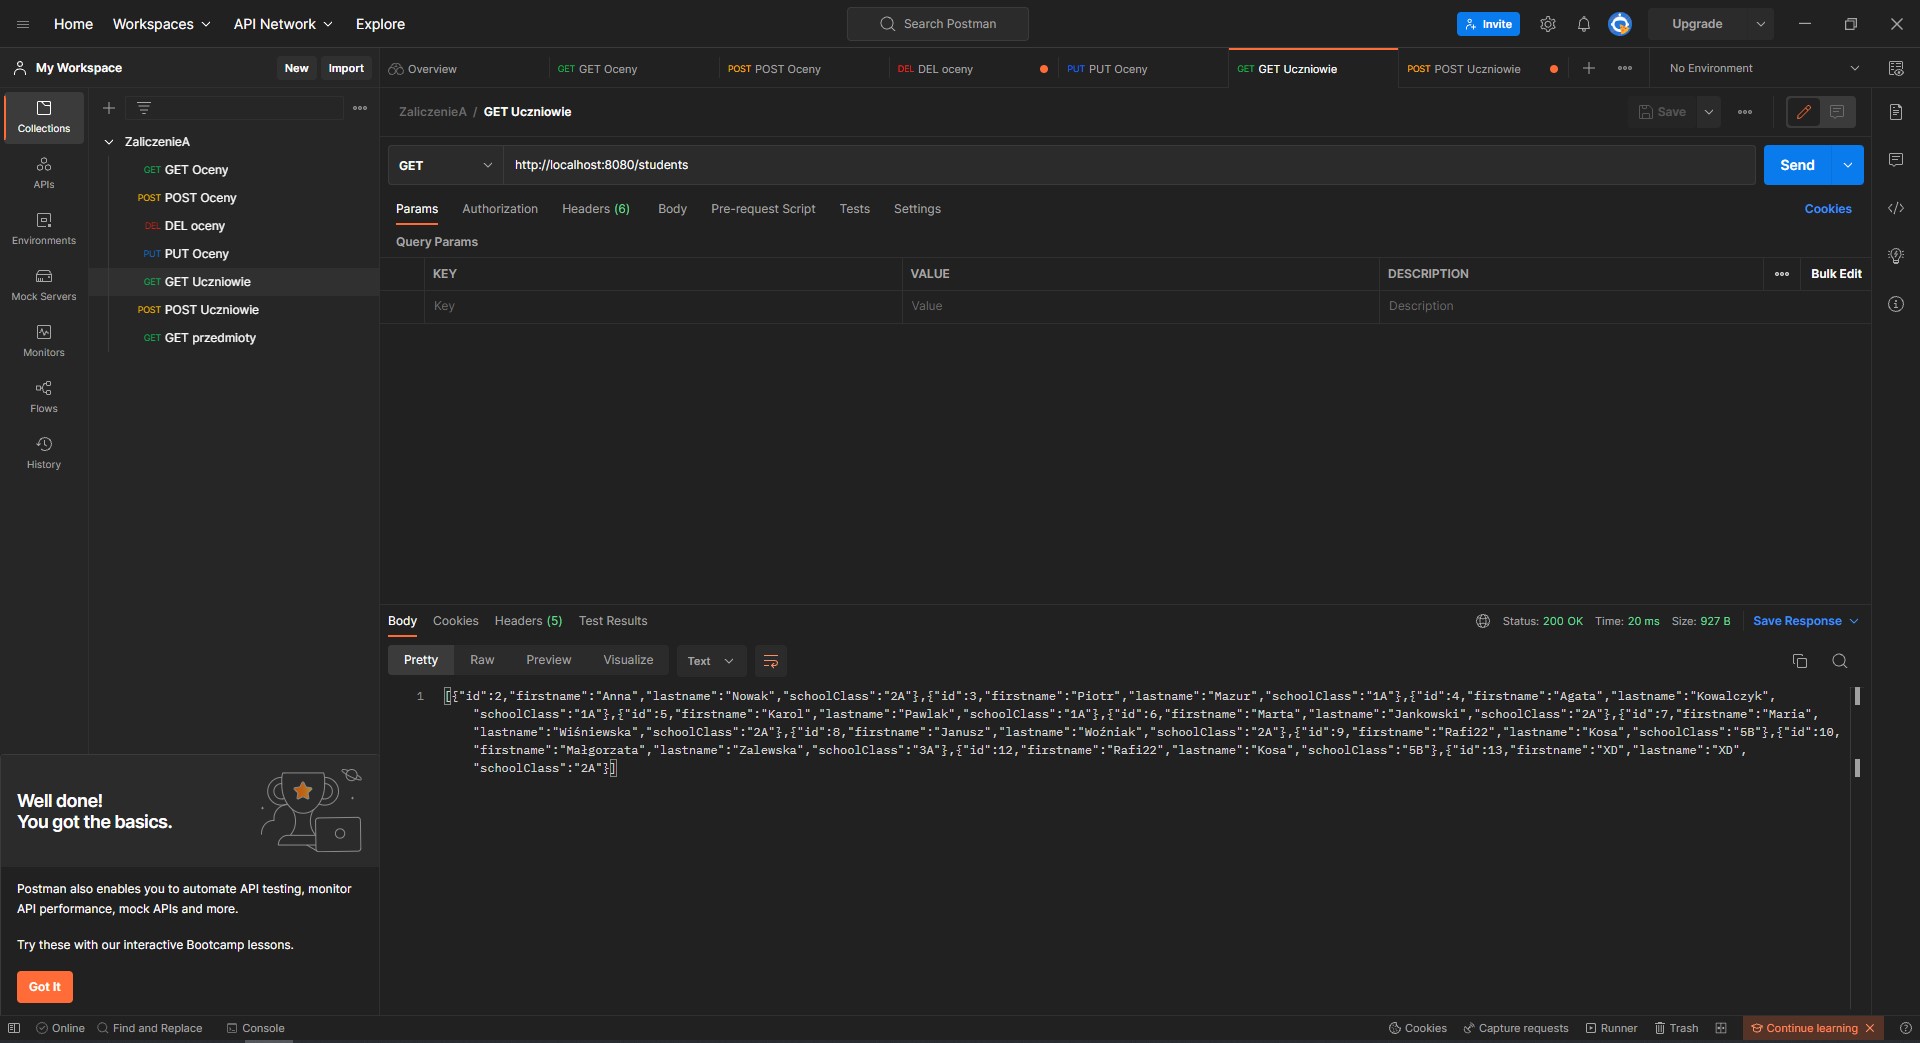 Home Workspaces API Network Explore Search Postman Invite Upgrade
My Workspace New Import Overview GET GET Oceny POST POST Oceny DEL DEL oceny PUT PUT Oceny GET GET Uczniowie POST POST Uczniowie No Environment
Collections
APIs
Environments
Mock Servers
Monitors
Flows
History
ZaliczenieA
GET GET Oceny
POST POST Oceny
DEL DEL oceny
PUT PUT Oceny
GET GET Uczniowie
POST POST Uczniowie
GET GET przedmioty
ZaliczenieA / GET Uczniowie Save
GET http://localhost:8080/students Send
Params Authorization Headers (6) Body Pre-request Script Tests Settings Cookies
Query Params
KEY VALUE DESCRIPTION Bulk Edit
Key Value Description
Body Cookies Headers (5) Test Results Status: 200 OK Time: 20 ms Size: 927 B Save Response
Pretty Raw Preview Visualize Text
1 [{"id":2,"firstname":"Anna","lastname":"Nowak","schoolClass":"2A"},{"id":3,"firstname":"Piotr","lastname":"Mazur","schoolClass":"1A"},{"id":4,"firstname":"Agata","lastname":"Kowalczyk",
"schoolClass":"1A"},{"id":5,"firstname":"Karol","lastname":"Pawlak","schoolClass":"1A"},{"id":6,"firstname":"Marta","lastname":"Jankowski","schoolClass":"2A"},{"id":7,"firstname":"Maria",
"lastname":"Wiśniewska","schoolClass":"2A"},{"id":8,"firstname":"Janusz","lastname":"Woźniak","schoolClass":"2A"},{"id":9,"firstname":"Rafi22","lastname":"Kosa","schoolClass":"5B"},{"id":10,
"firstname":"Małgorzata","lastname":"Zalewska","schoolClass":"3A"},{"id":12,"firstname":"Rafi22","lastname":"Kosa","schoolClass":"5B"},{"id":13,"firstname":"XD","lastname":"XD",
"schoolClass":"2A"}]
Well done!
You got the basics.
Postman also enables you to automate API testing, monitor
API performance, mock APIs and more.
Try these with our interactive Bootcamp lessons.
Got It
Online Find and Replace Console Cookies Capture requests Runner Trash Continue learning